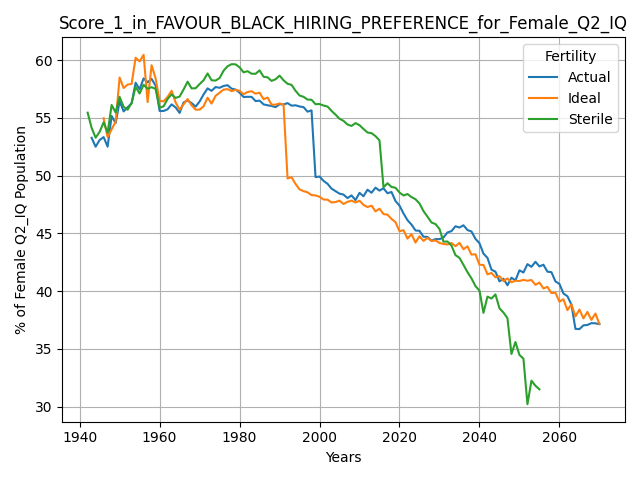 Score_1_in_FAVOUR_BLACK_HIRING_PREFERENCE_for_Female_Q2_IQ
Fertility
Actual
Ideal
Sterile
% of Female Q2_IQ Population
60
55
50
45
40
35
30
1940
1960
1980
2000
2020
2040
2060
Years